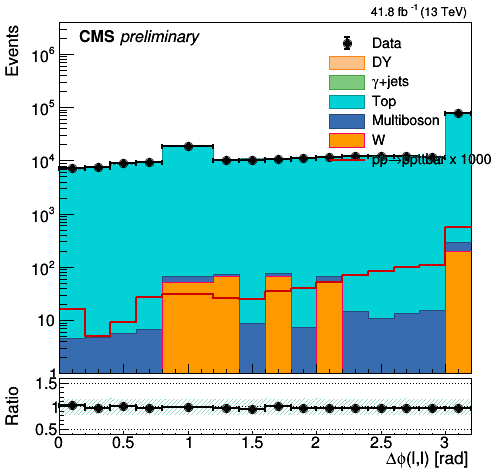 41.8 fb⁻¹ (13 TeV)
CMS preliminary
Data
DY
γ+jets
Top
Multiboson
W
pp→ppttbar x 1000
Events
10⁶
10⁵
10⁴
10³
10²
10
1
Ratio
1.5
1
0.5
0 0.5 1 1.5 2 2.5 3
Δφ(l,l) [rad]